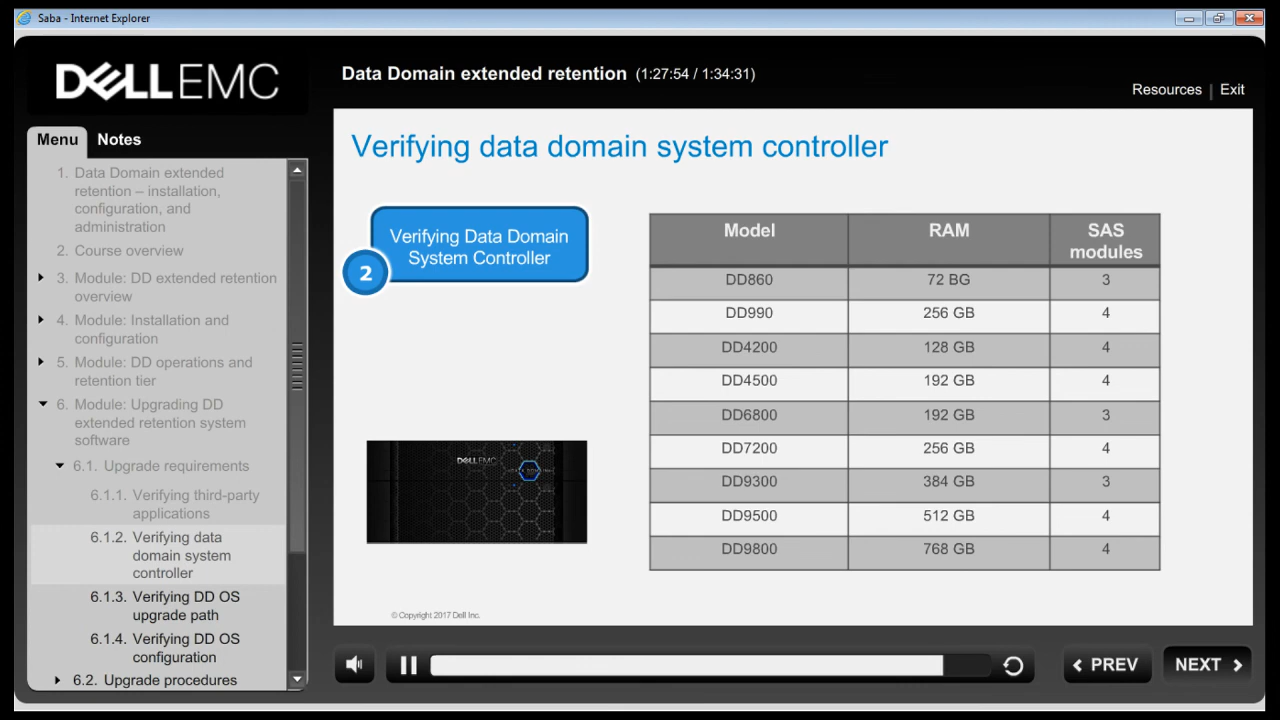 Saba - Internet Explorer
DELLEMC
Data Domain extended retention (1:27:54 / 1:34:31)
Resources | Exit
Menu Notes
1. Data Domain extended
retention – installation,
configuration, and
administration
2. Course overview
3. Module: DD extended retention
overview
4. Module: Installation and
configuration
5. Module: DD operations and
retention tier
6. Module: Upgrading DD
extended retention system
software
6.1. Upgrade requirements
6.1.1. Verifying third-party
applications
6.1.2. Verifying data
domain system
controller
6.1.3. Verifying DD OS
upgrade path
6.1.4. Verifying DD OS
configuration
6.2. Upgrade procedures
Verifying data domain system controller
Verifying Data Domain
System Controller
2
DELLEMC
Model RAM SAS modules
DD860 72 BG 3
DD990 256 GB 4
DD4200 128 GB 4
DD4500 192 GB 4
DD6800 192 GB 3
DD7200 256 GB 4
DD9300 384 GB 3
DD9500 512 GB 4
DD9800 768 GB 4
© Copyright 2017 Dell Inc.
PREV NEXT